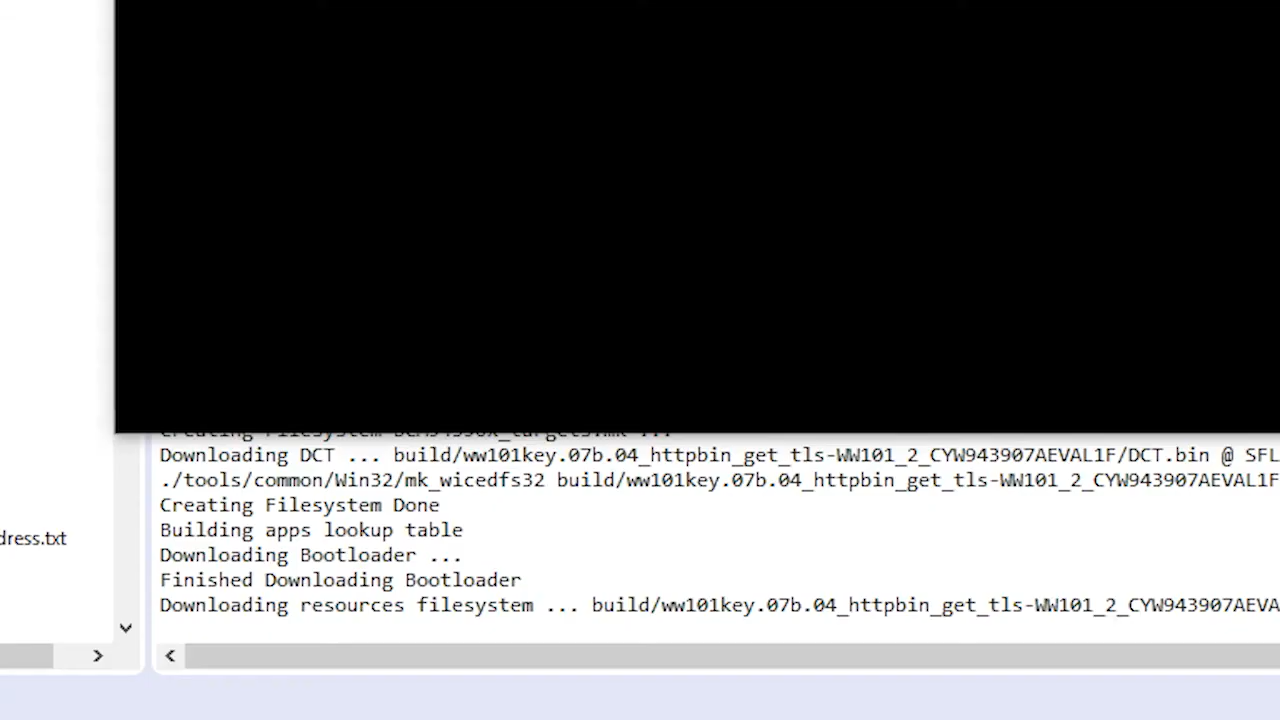 Creating Filesystem
Downloading DCT ... build/ww101key.07b.04_httpbin_get_tls-WW101_2_CYW943907AEVAL1F/DCT.bin @ SFL
./tools/common/Win32/mk_wicedfs32 build/ww101key.07b.04_httpbin_get_tls-WW101_2_CYW943907AEVAL1F
Creating Filesystem Done
Building apps lookup table
dress.txt
Downloading Bootloader ...
Finished Downloading Bootloader
Downloading resources filesystem ... build/ww101key.07b.04_httpbin_get_tls-WW101_2_CYW943907AEVA